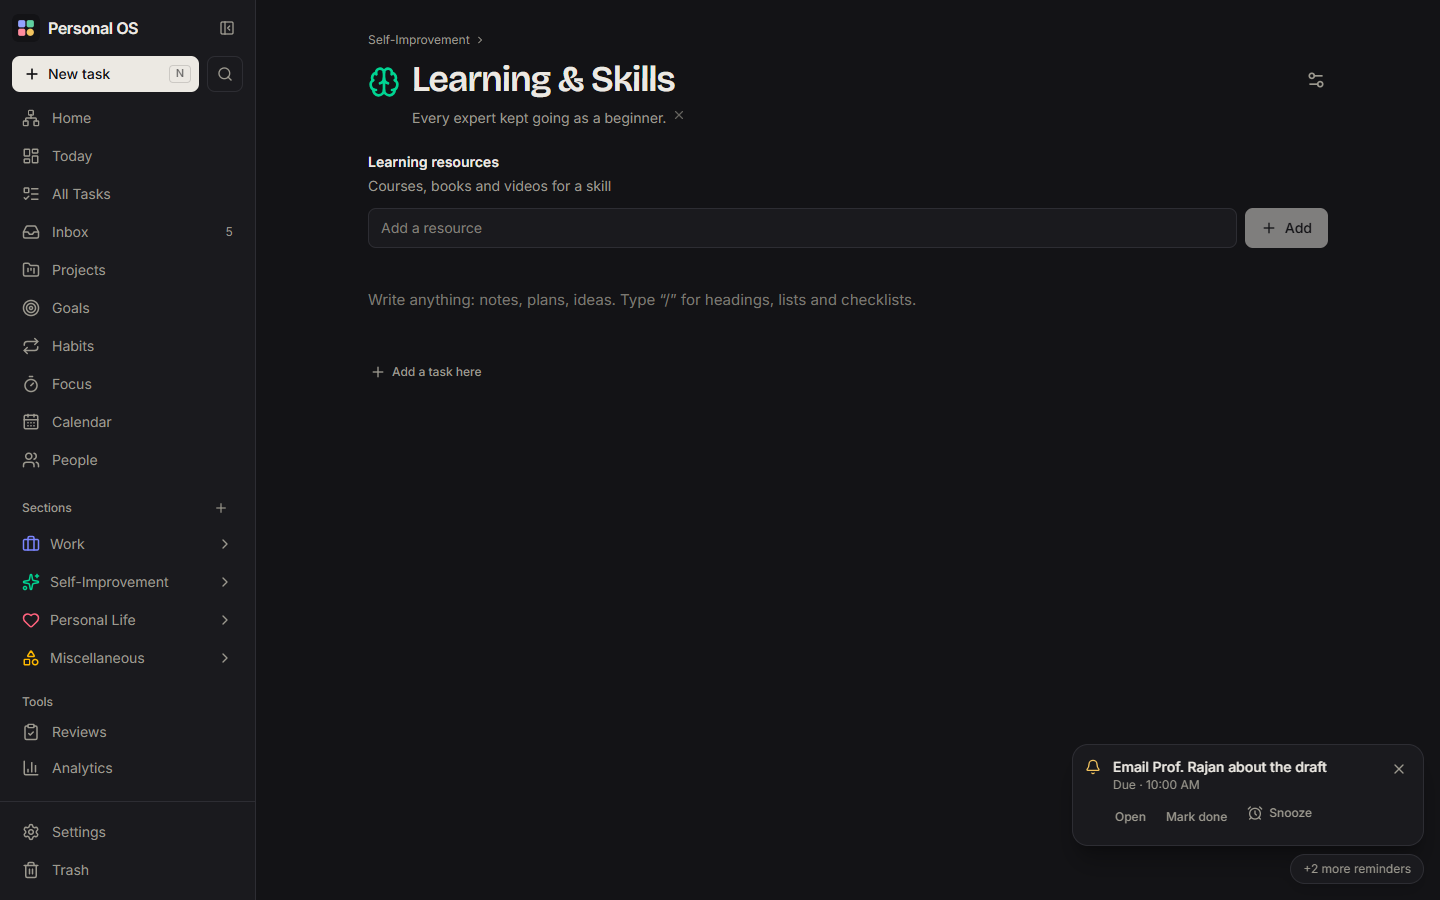 Personal OS
New task N
Home
Today
All Tasks
Inbox 5
Projects
Goals
Habits
Focus
Calendar
People
Sections
Work
Self-Improvement
Personal Life
Miscellaneous
Tools
Reviews
Analytics
Settings
Trash
Self-Improvement
Learning & Skills
Every expert kept going as a beginner.
Learning resources
Courses, books and videos for a skill
Add a resource
Add
Write anything: notes, plans, ideas. Type “/” for headings, lists and checklists.
Add a task here
Email Prof. Rajan about the draft
Due · 10:00 AM
Open Mark done Snooze
+2 more reminders